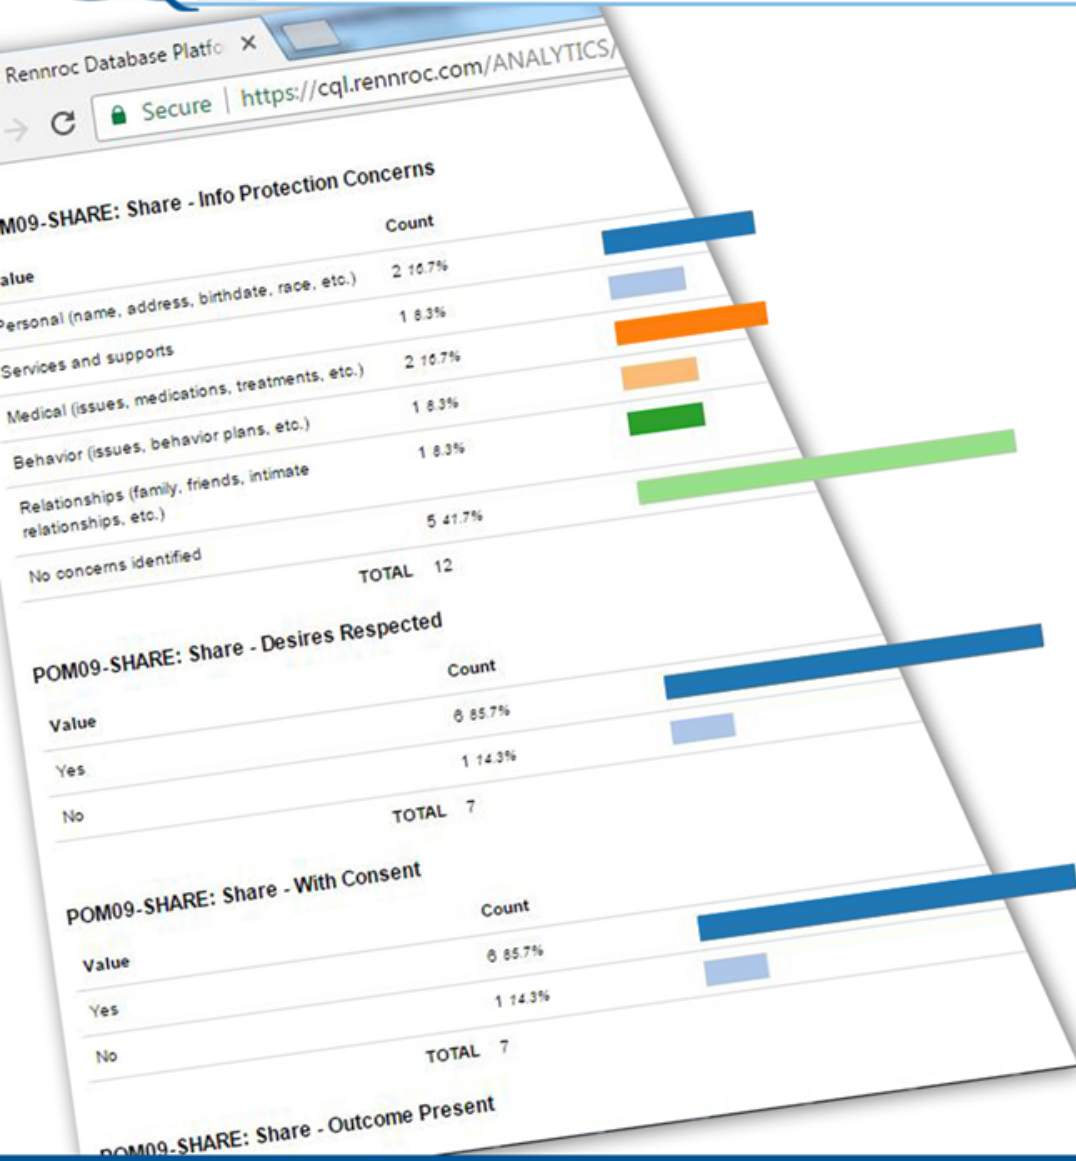 Rennroc Database Platfo
Secure | https://cql.rennroc.com/ANALYTICS/
M09-SHARE: Share - Info Protection Concerns
alue Count
Personal (name, address, birthdate, race, etc.) 2 16.7%
Services and supports 1 8.3%
Medical (issues, medications, treatments, etc.) 2 16.7%
Behavior (issues, behavior plans, etc.) 1 8.3%
Relationships (family, friends, intimate 1 8.3%
relationships, etc.)
No concerns identified 5 41.7%
TOTAL 12
POM09-SHARE: Share - Desires Respected
Value Count
Yes 6 85.7%
No 1 14.3%
TOTAL 7
POM09-SHARE: Share - With Consent
Value Count
Yes 6 85.7%
No 1 14.3%
TOTAL 7
POM09-SHARE: Share - Outcome Present